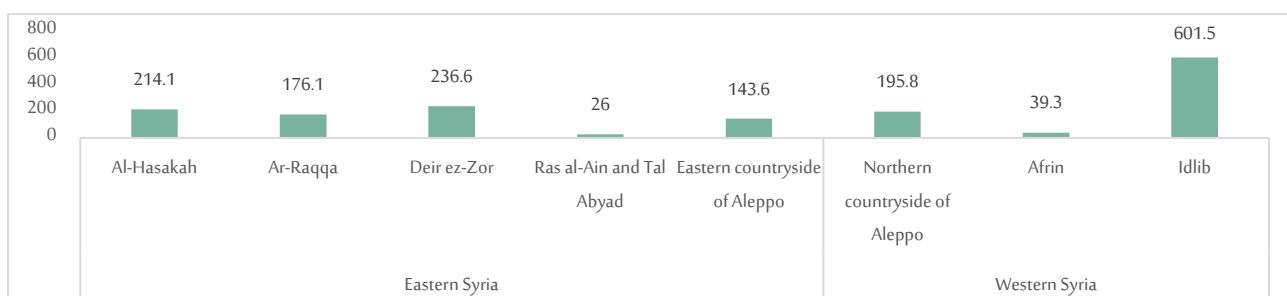 800
600
400
200
0
214.1
176.1
236.6
26
143.6
195.8
39.3
601.5
Al-Hasakah
Ar-Raqqa
Deir ez-Zor
Ras al-Ain and Tal
Abyad
Eastern countryside
of Aleppo
Northern
countryside of
Aleppo
Afrin
Idlib
Eastern Syria
Western Syria